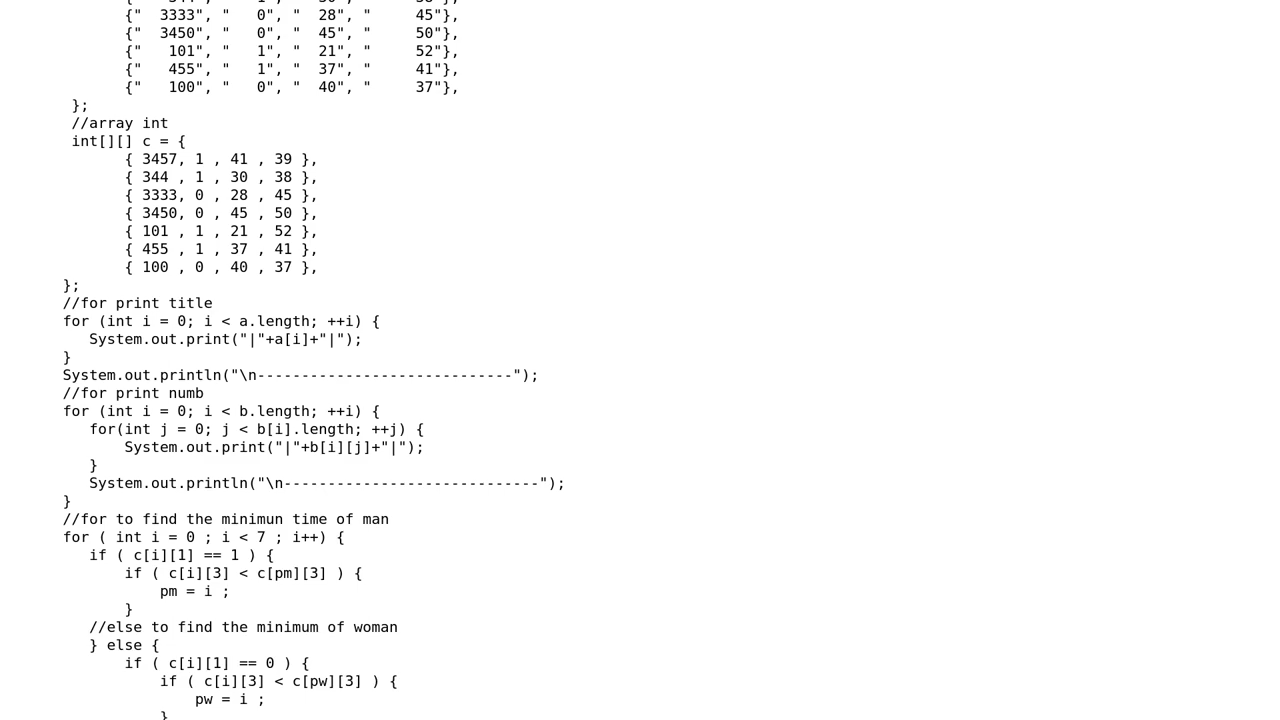 {"  3333", "   0", "  28", "     45"},
{"  3450", "   0", "  45", "     50"},
{"   101", "   1", "  21", "     52"},
{"   455", "   1", "  37", "     41"},
{"   100", "   0", "  40", "     37"},
};
//array int
int[][] c = {
{ 3457, 1 , 41 , 39 },
{ 344 , 1 , 30 , 38 },
{ 3333, 0 , 28 , 45 },
{ 3450, 0 , 45 , 50 },
{ 101 , 1 , 21 , 52 },
{ 455 , 1 , 37 , 41 },
{ 100 , 0 , 40 , 37 },
};
//for print title
for (int i = 0; i < a.length; ++i) {
System.out.print("|"+a[i]+"|");
}
System.out.println("\n-----------------------------");
//for print numb
for (int i = 0; i < b.length; ++i) {
for(int j = 0; j < b[i].length; ++j) {
System.out.print("|"+b[i][j]+"|");
}
System.out.println("\n-----------------------------");
}
//for to find the minimun time of man
for ( int i = 0 ; i < 7 ; i++) {
if ( c[i][1] == 1 ) {
if ( c[i][3] < c[pm][3] ) {
pm = i ;
}
//else to find the minimum of woman
} else {
if ( c[i][1] == 0 ) {
if ( c[i][3] < c[pw][3] ) {
pw = i ;
}